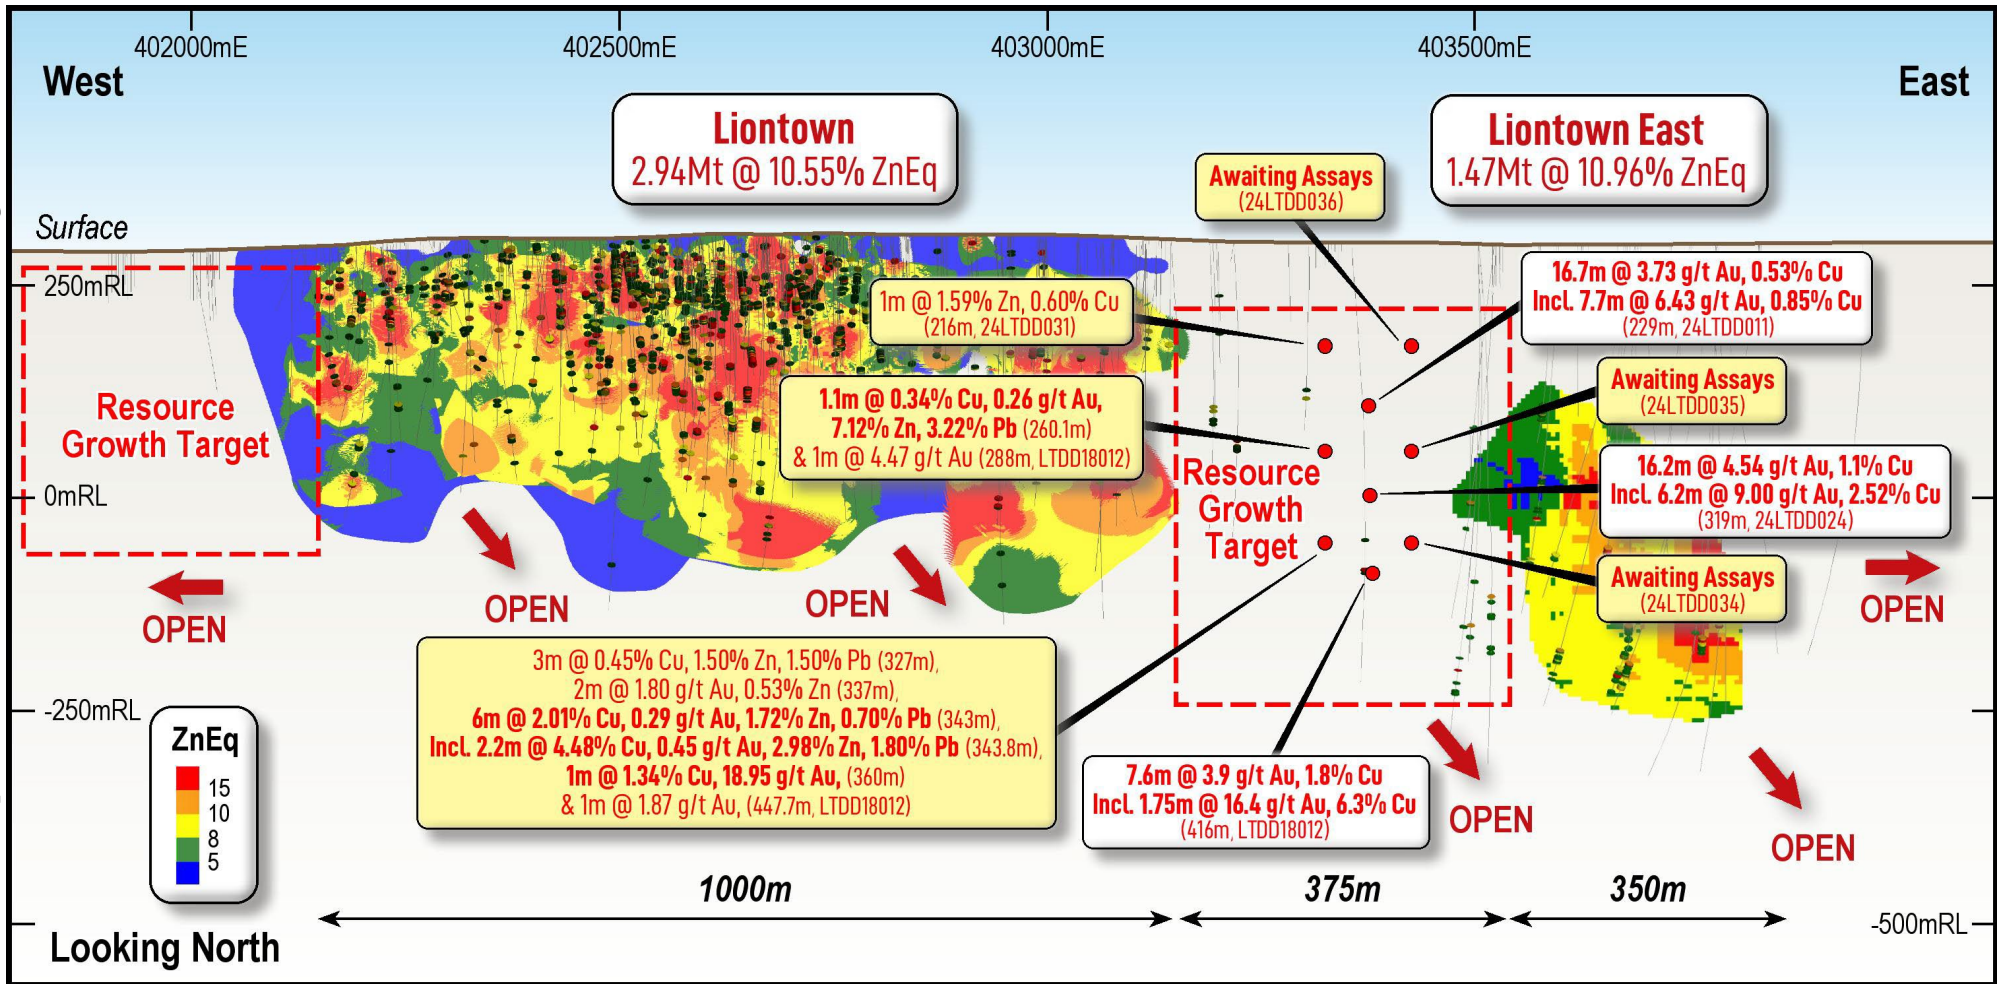 402000mE
402500mE
403000mE
403500mE
West
East
Liontown
2.94Mt @ 10.55% ZnEq
Liontown East
1.47Mt @ 10.96% ZnEq
Awaiting Assays
(24LTDD036)
Surface
250mRL
16.7m @ 3.73 g/t Au, 0.53% Cu
Incl. 7.7m @ 6.43 g/t Au, 0.85% Cu
(229m, 24LTDD011)
1m @ 1.59% Zn, 0.60% Cu
(216m, 24LTDD031)
Awaiting Assays
(24LTDD035)
1.1m @ 0.34% Cu, 0.26 g/t Au,
7.12% Zn, 3.22% Pb (260.1m)
& 1m @ 4.47 g/t Au (288m, LTDD18012)
Resource
Growth Target
Resource
Growth
Target
16.2m @ 4.54 g/t Au, 1.1% Cu
Incl. 6.2m @ 9.00 g/t Au, 2.52% Cu
(319m, 24LTDD024)
0mRL
Awaiting Assays
(24LTDD034)
OPEN
OPEN
OPEN
OPEN
3m @ 0.45% Cu, 1.50% Zn, 1.50% Pb (327m),
2m @ 1.80 g/t Au, 0.53% Zn (337m),
6m @ 2.01% Cu, 0.29 g/t Au, 1.72% Zn, 0.70% Pb (343m),
Incl. 2.2m @ 4.48% Cu, 0.45 g/t Au, 2.98% Zn, 1.80% Pb (343.8m),
1m @ 1.34% Cu, 18.95 g/t Au, (360m)
& 1m @ 1.87 g/t Au, (447.7m, LTDD18012)
-250mRL
ZnEq
15
10
8
5
7.6m @ 3.9 g/t Au, 1.8% Cu
Incl. 1.75m @ 16.4 g/t Au, 6.3% Cu
(416m, LTDD18012)
OPEN
OPEN
1000m
375m
350m
-500mRL
Looking North